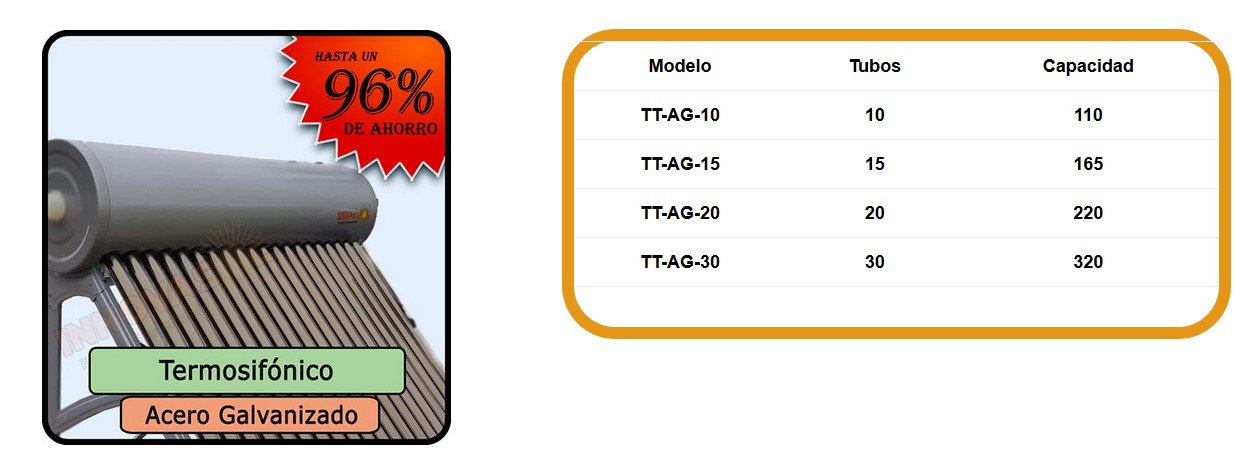 HASTA UN
96%
DE AHORRO
Termosifónico
Acero Galvanizado
Modelo Tubos Capacidad
TT-AG-10 10 110
TT-AG-15 15 165
TT-AG-20 20 220
TT-AG-30 30 320